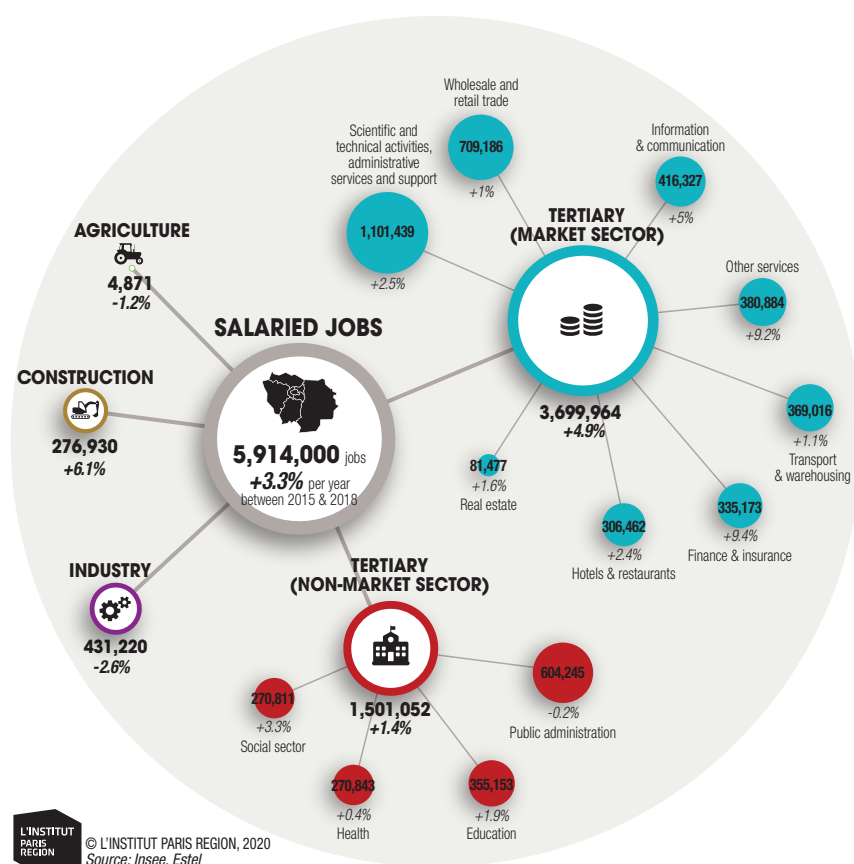 Wholesale and
retail trade
709,186
+1%
Scientific and
technical activities,
administrative
services and support
1,101,439
+2.5%
Information
& communication
416,327
+5%
TERTIARY
(MARKET SECTOR)
3,699,964
+4.9%
Other services
380,884
+9.2%
369,016
+1.1%
Transport
& warehousing
335,173
+9.4%
Finance & insurance
306,462
+2.4%
Hotels & restaurants
81,477
+1.6%
Real estate
AGRICULTURE
4,871
-1.2%
SALARIED JOBS
5,914,000 jobs
+3.3% per year
between 2015 & 2018
CONSTRUCTION
276,930
+6.1%
INDUSTRY
431,220
-2.6%
TERTIARY
(NON-MARKET SECTOR)
1,501,052
+1.4%
604,245
-0.2%
Public administration
270,811
+3.3%
Social sector
270,843
+0.4%
Health
355,153
+1.9%
Education
L'INSTITUT
PARIS
REGION
© L'INSTITUT PARIS REGION, 2020
Source: Insee, Estel